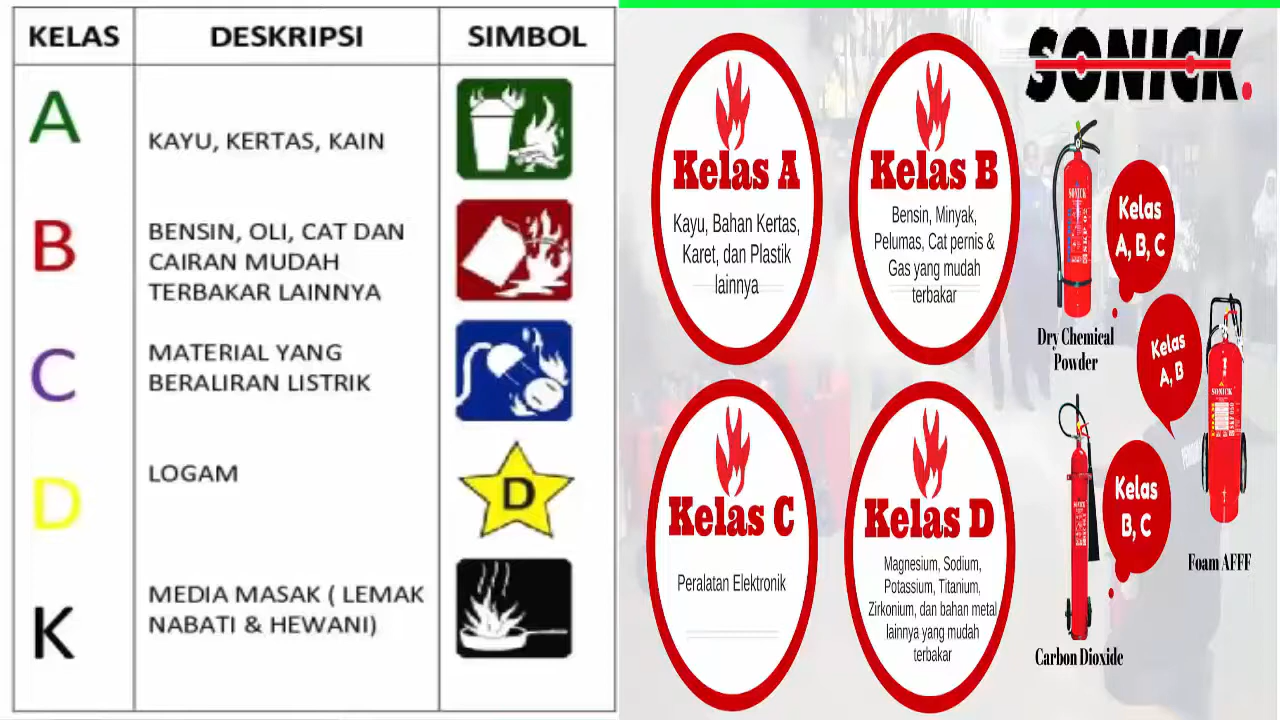 KELAS DESKRIPSI SIMBOL
A
KAYU, KERTAS, KAIN
B
BENSIN, OLI, CAT DAN
CAIRAN MUDAH
TERBAKAR LAINNYA
C
MATERIAL YANG
BERALIRAN LISTRIK
D
LOGAM
D
K
MEDIA MASAK ( LEMAK
NABATI & HEWANI)
Kelas A
Kayu, Bahan Kertas,
Karet, dan Plastik
lainnya
Kelas B
Bensin, Minyak,
Pelumas, Cat pernis &
Gas yang mudah
terbakar
Kelas C
Peralatan Elektronik
Kelas D
Magnesium, Sodium,
Potassium, Titanium,
Zirkonium, dan bahan metal
lainnya yang mudah
terbakar
SONICK.
SONICK
Kelas
A, B, C
Dry Chemical
Powder
Kelas
A, B
SONICK
Foam AFFF
Kelas
B, C
Carbon Dioxide